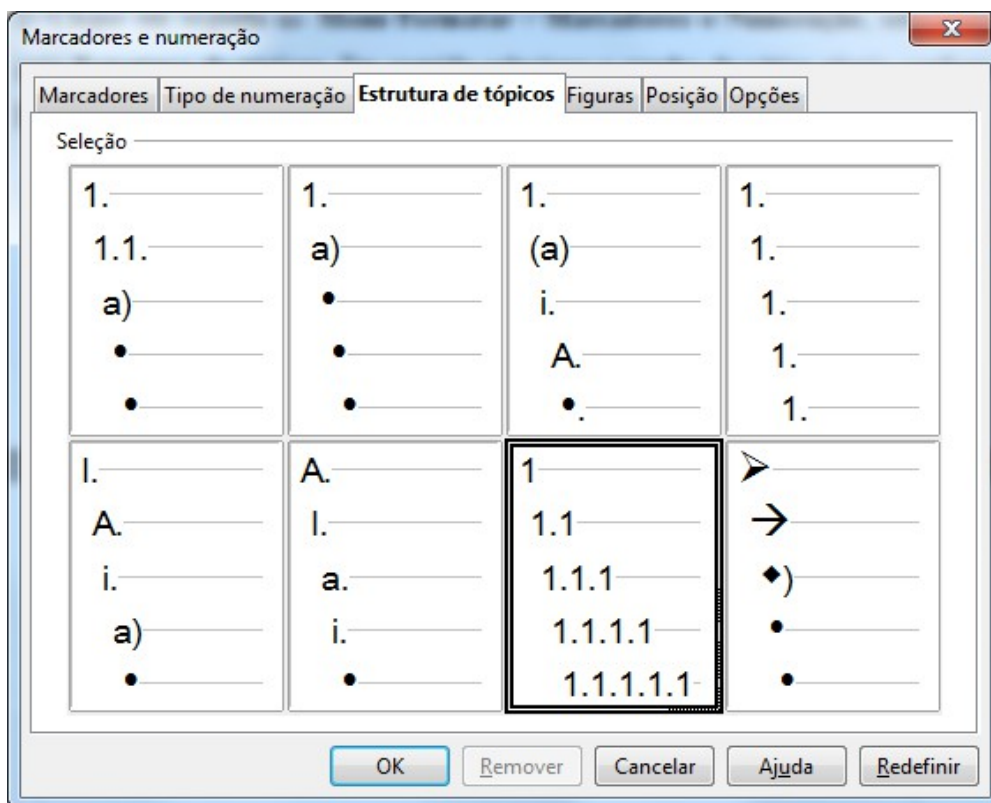 Marcadores e numeração
Marcadores Tipo de numeração Estrutura de tópicos Figuras Posição Opções
Seleção
1.
1.1.
a)
•
•
1.
a)
•
•
•
1.
(a)
i.
A.
•.
1.
1.
1.
1.
1.
I.
A.
i.
a)
•
A.
I.
a.
i.
•
1
1.1
1.1.1
1.1.1.1
1.1.1.1.1
➢
→
◆)
•
•
OK Remover Cancelar Ajuda Redefinir